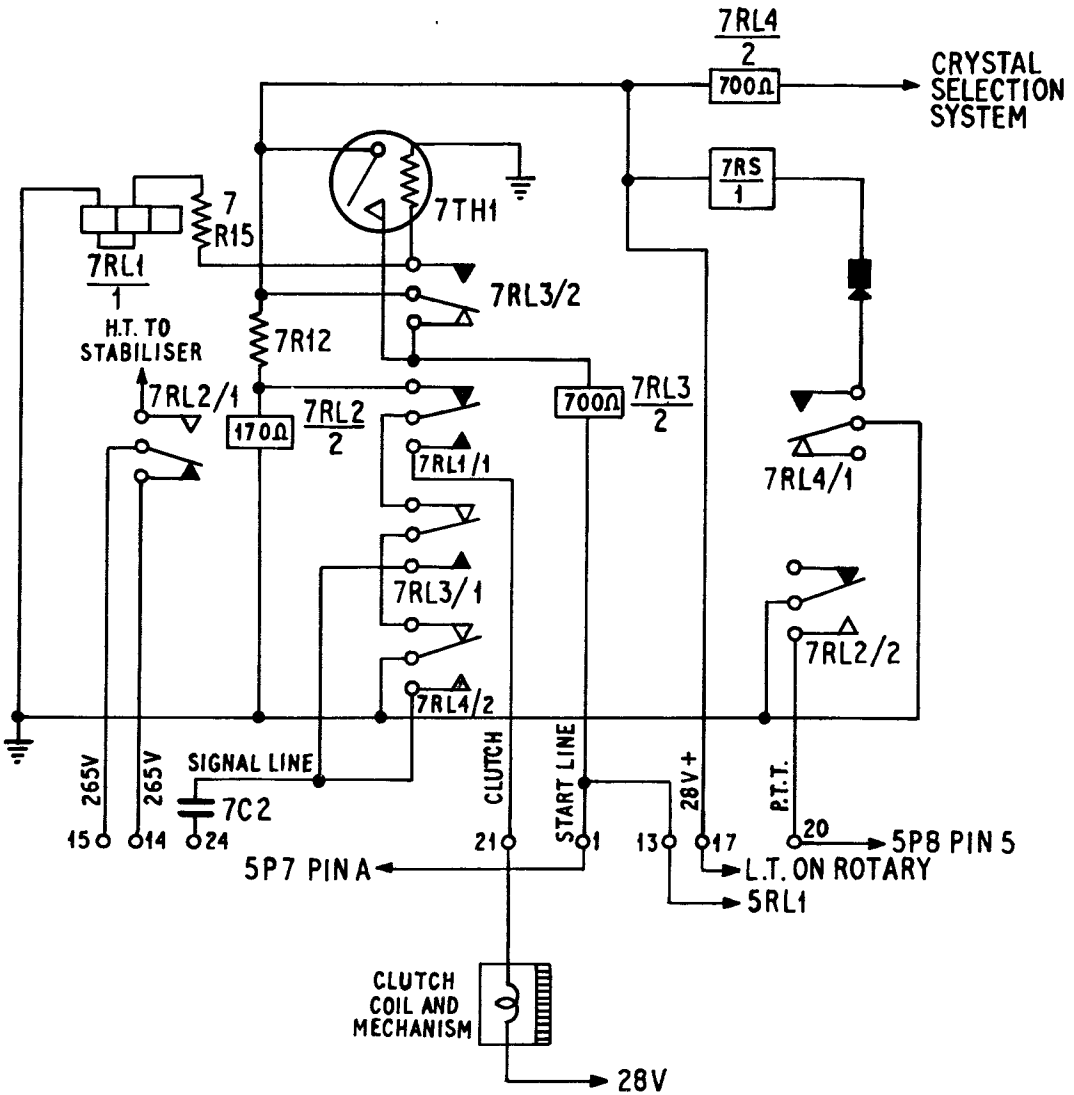 7RL4
2
700Ω
CRYSTAL
SELECTION
SYSTEM
7RS
1
7TH1
7
R15
7RL1
1
7RL3/2
H.T. TO
STABILISER
7R12
7RL2/1
170Ω
7RL2
2
700Ω
7RL3
2
7RL1/1
7RL4/1
7RL3/1
7RL2/2
7RL4/2
265V
265V
SIGNAL LINE
CLUTCH
START LINE
28V+
P.T.T.
7C2
15
14
24
21
1
13
17
20
5P8 PIN 5
5P7 PIN A
L.T. ON ROTARY
5RL1
CLUTCH
COIL AND
MECHANISM
28V